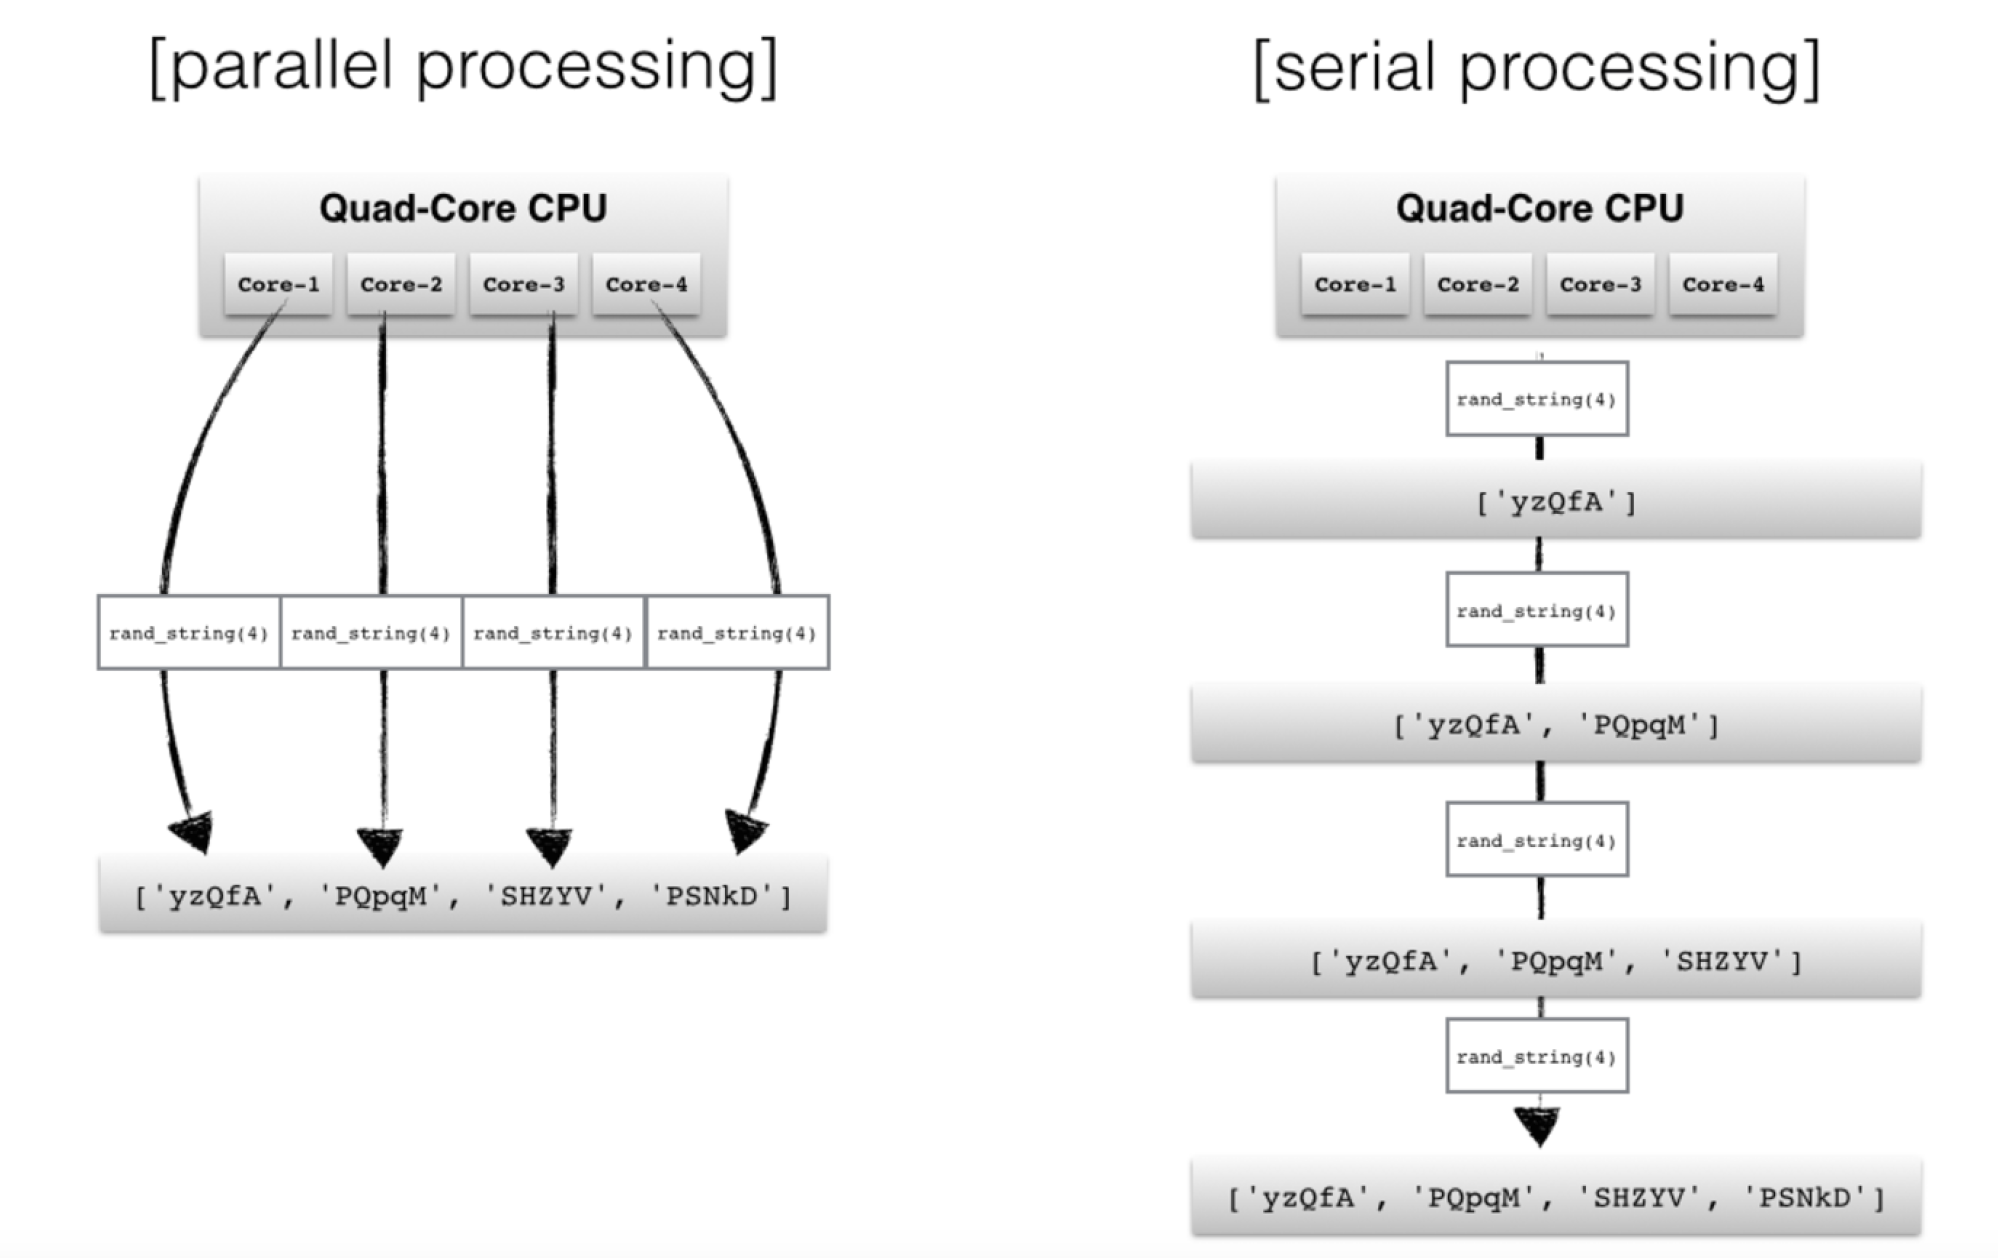 [parallel processing]
Quad-Core CPU
Core-1 Core-2 Core-3 Core-4
rand_string(4) rand_string(4) rand_string(4) rand_string(4)
['yzQfA', 'PQpqM', 'SHZYV', 'PSNkD']
[serial processing]
Quad-Core CPU
Core-1 Core-2 Core-3 Core-4
rand_string(4)
['yzQfA']
rand_string(4)
['yzQfA', 'PQpqM']
rand_string(4)
['yzQfA', 'PQpqM', 'SHZYV']
rand_string(4)
['yzQfA', 'PQpqM', 'SHZYV', 'PSNkD']